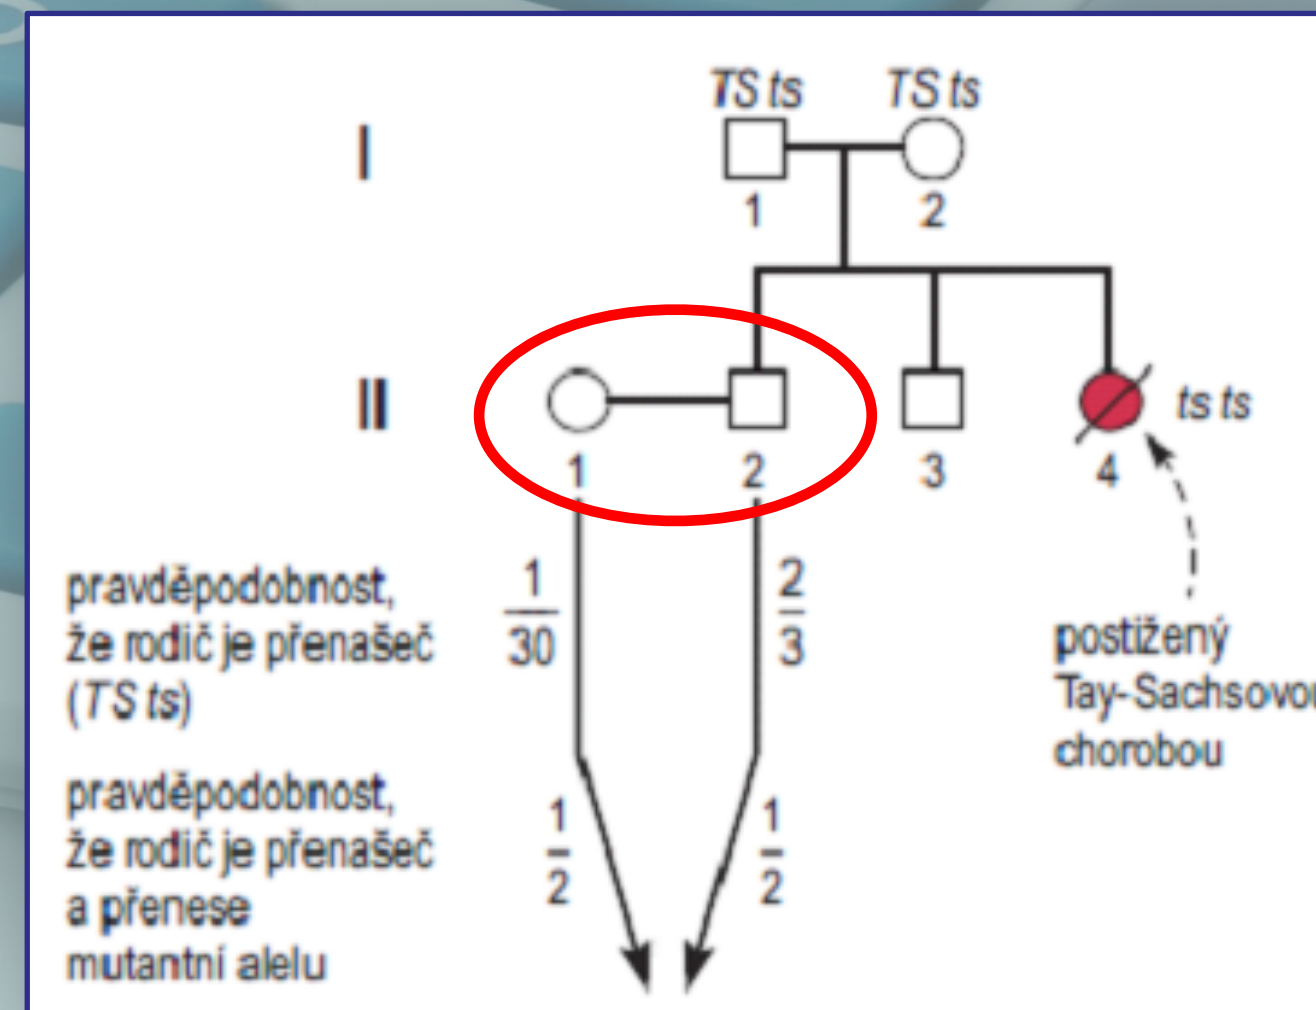 TS ts TS ts
I
1 2
II
ts ts
1 2 3 4
pravděpodobnost,
že rodič je přenašeč
(TS ts)
1
30
2
3
postižený
Tay-Sachsovou
chorobou
pravděpodobnost,
že rodič je přenašeč
a přenese
mutantní alelu
1
2
1
2